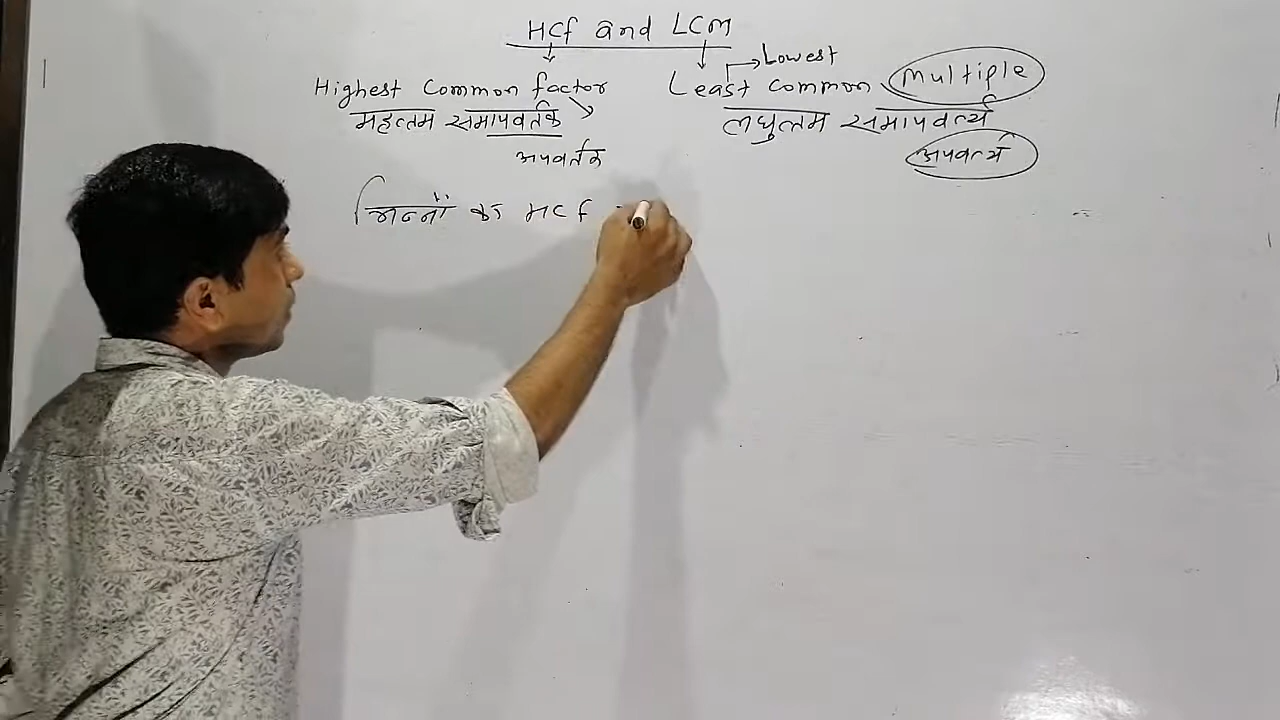 HCf and LCM
Lowest
Highest Common factor Least Common Multiple
महत्तम समापवर्तक लघुत्तम समापवर्त्य
अपवर्तक अपवर्त्य
भिन्नों का HCf